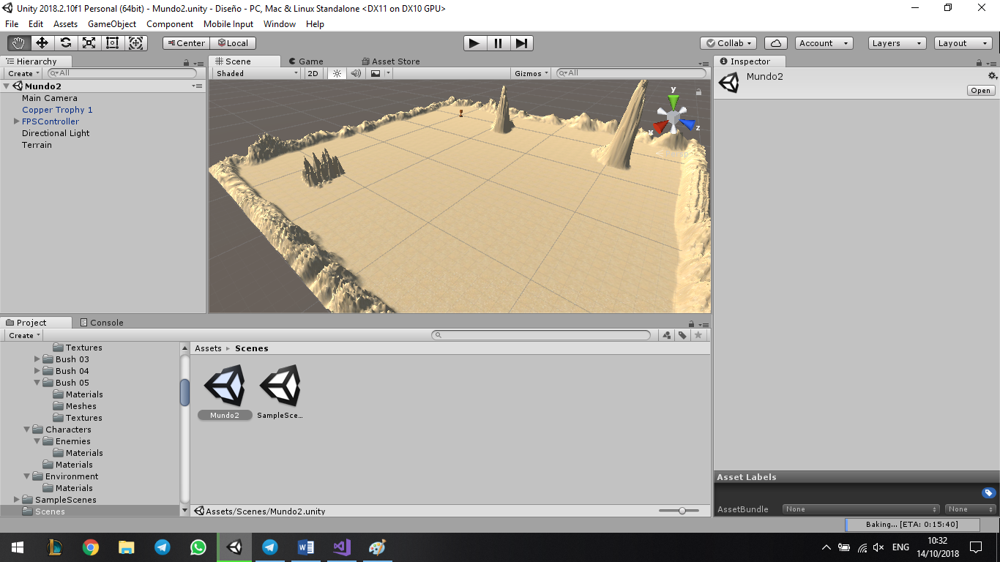 Unity 2018.2.10f1 Personal (64bit) - Mundo2.unity - Diseño - PC, Mac & Linux Standalone <DX11 on DX10 GPU>
File Edit Assets GameObject Component Mobile Input Window Help
Center Local Collab Account Layers Layout
Hierarchy
Create All
Mundo2
Main Camera
Copper Trophy 1
FPSController
Directional Light
Terrain
Scene Game Asset Store
Shaded 2D Gizmos All
y
x
z
Inspector
Mundo2
Open
Project Console
Create
Textures
Bush 03
Bush 04
Bush 05
Materials
Meshes
Textures
Characters
Enemies
Materials
Materials
Environment
Materials
SampleScenes
Scenes
Assets Scenes
Mundo2 SampleSce...
Assets/Scenes/Mundo2.unity
Asset Labels
AssetBundle None None
Baking... [ETA: 0:15:40]
ENG 10:32
14/10/2018